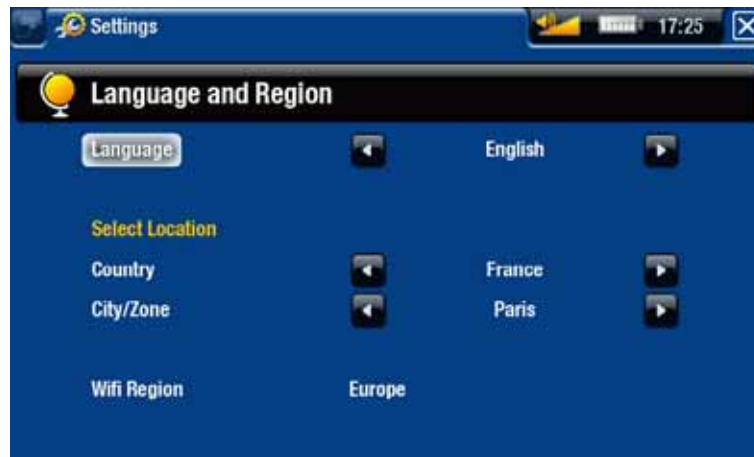 Settings 17:25
Language and Region
Language English
Select Location
Country France
City/Zone Paris
Wifi Region Europe